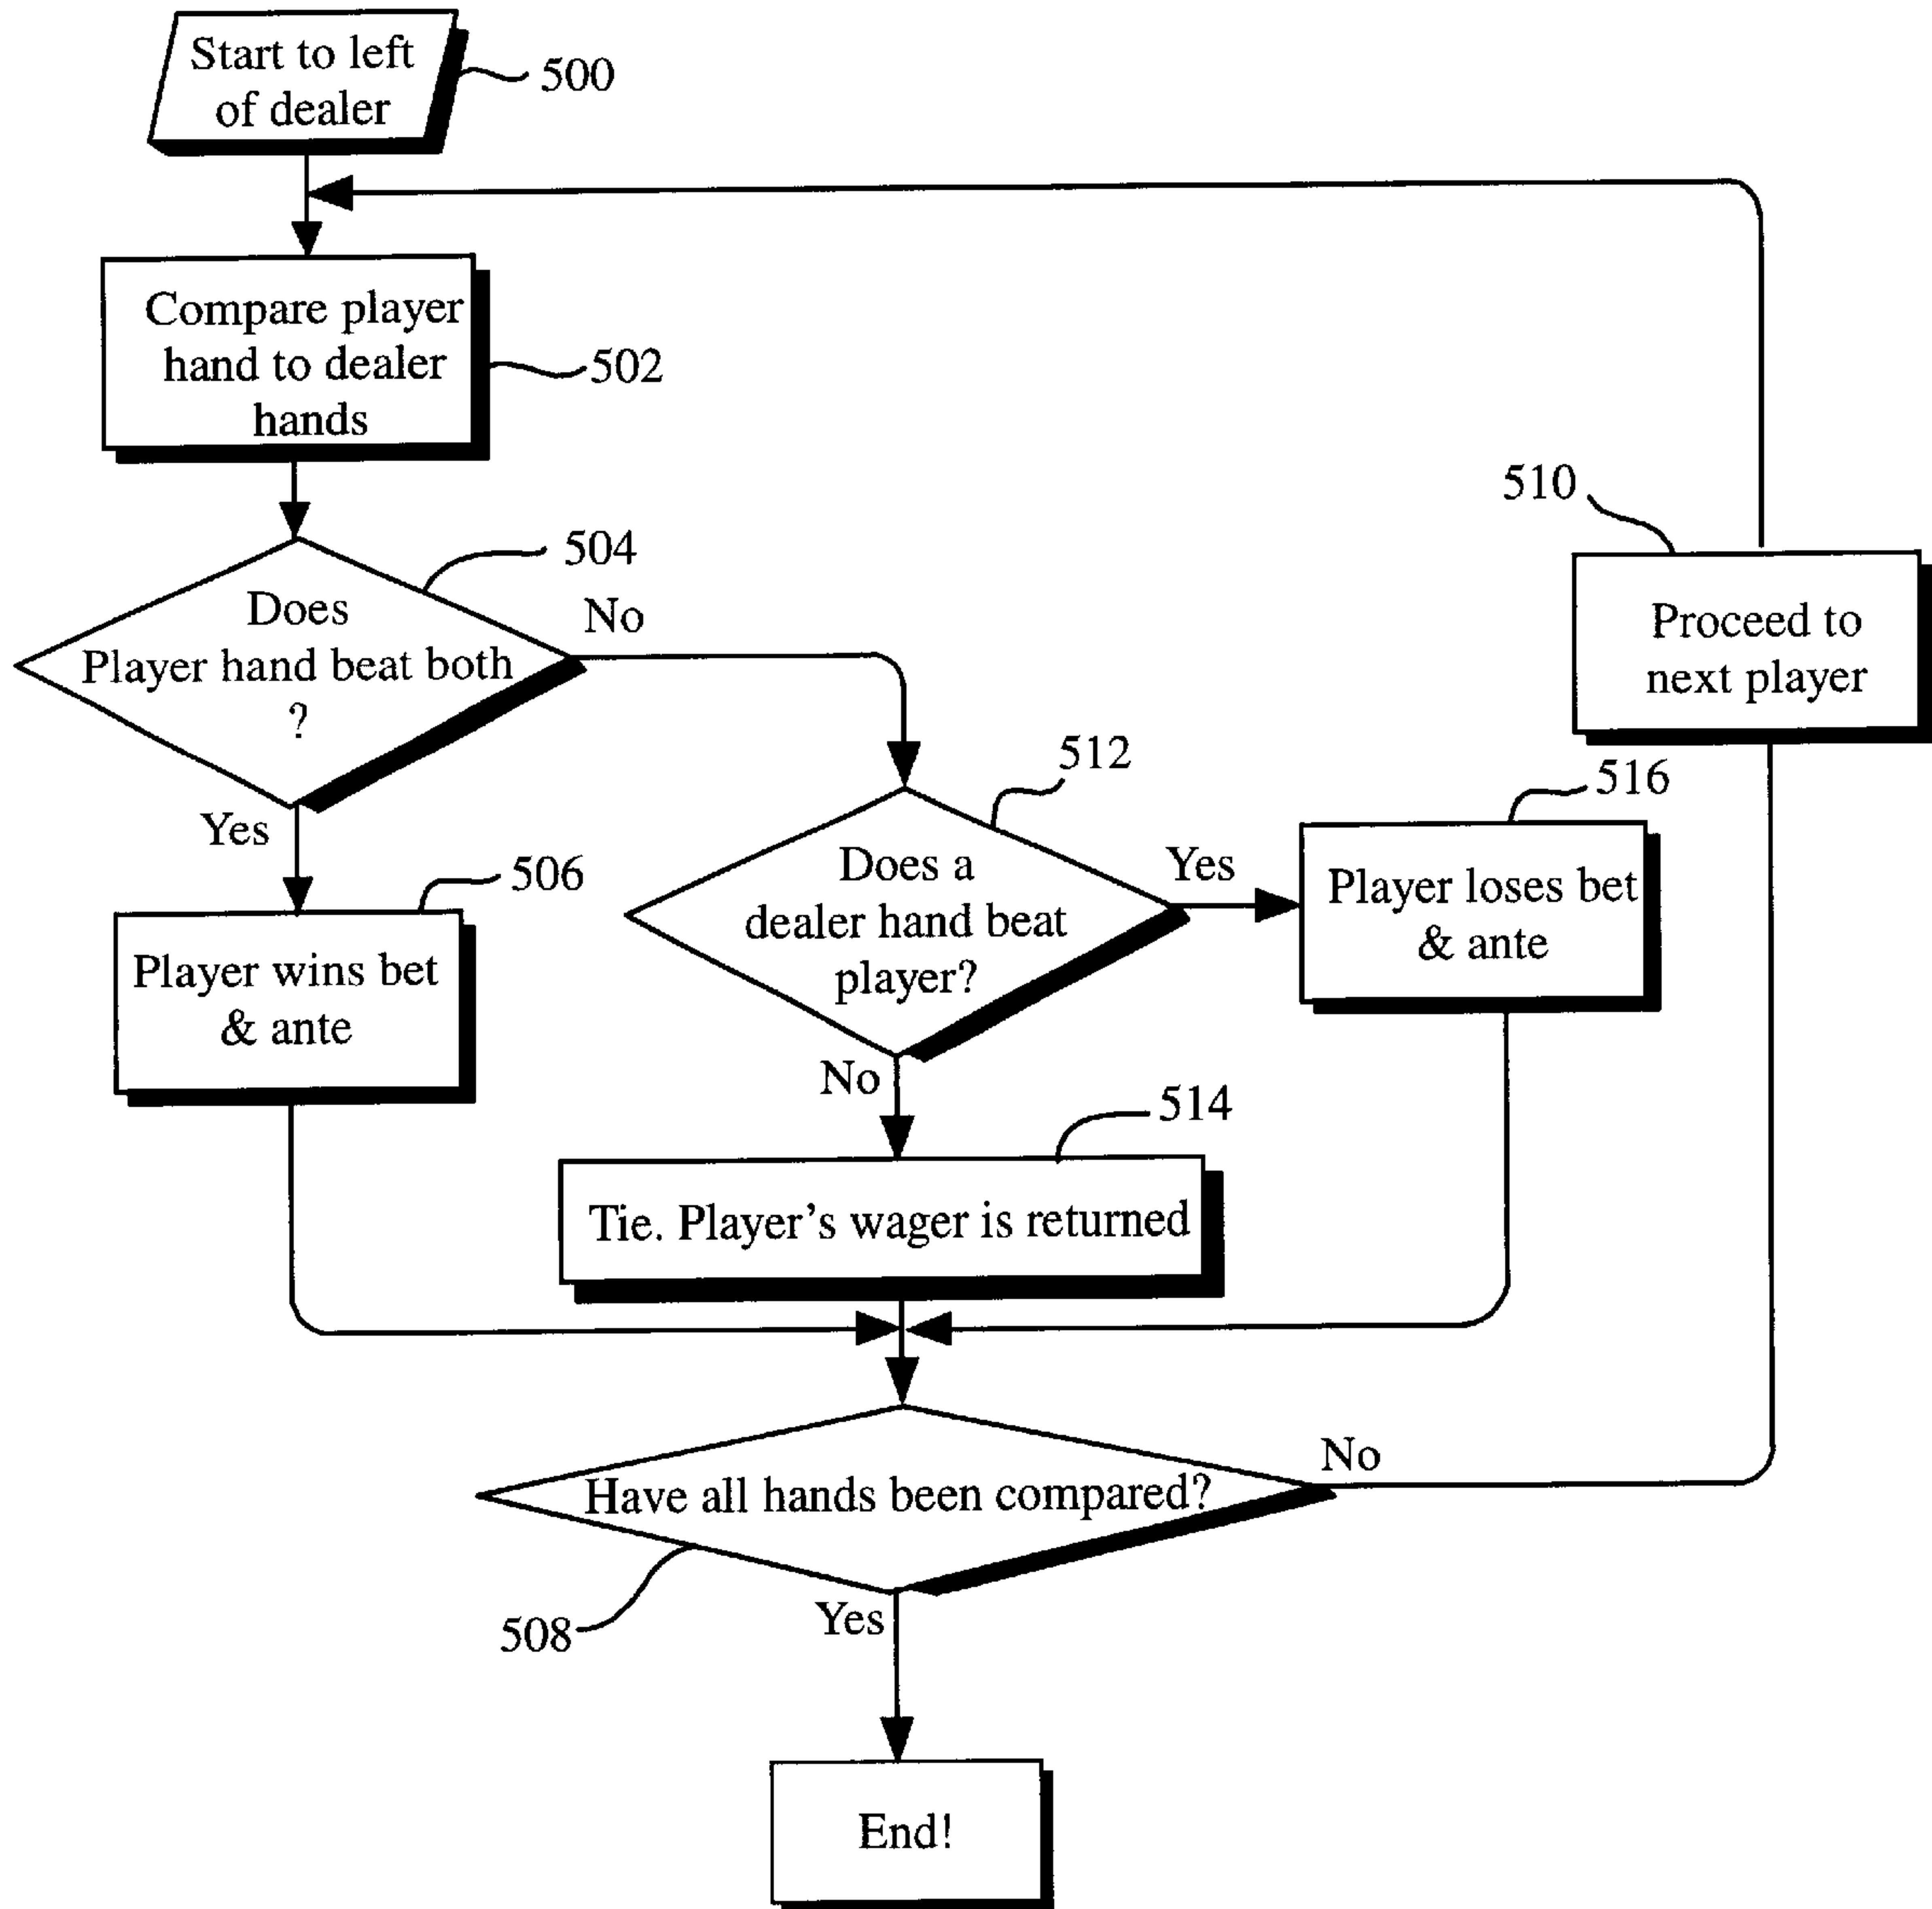 Start to left
of dealer
500
Compare player
hand to dealer
hands
502
504
Does
Player hand beat both
?
No
Yes
510
Proceed to
next player
512
Does a
dealer hand beat
player?
Yes
No
516
Player loses bet
& ante
506
Player wins bet
& ante
514
Tie. Player’s wager is returned
Have all hands been compared?
No
508
Yes
End!